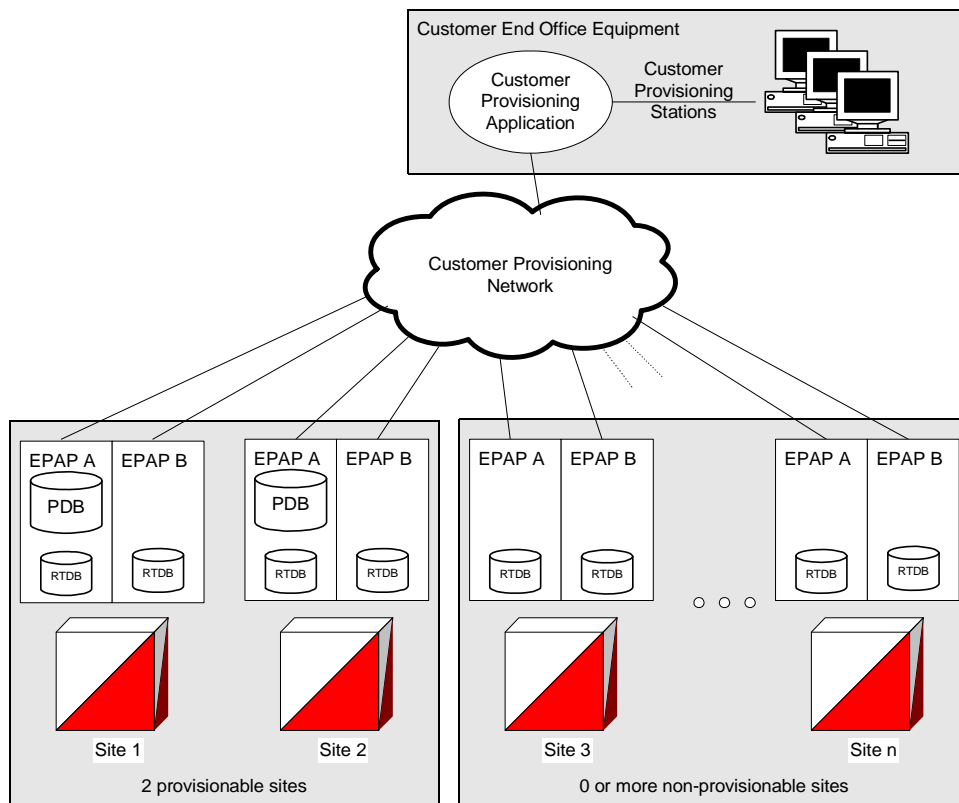 Customer End Office Equipment
Customer
Provisioning
Application
Customer
Provisioning
Stations
Customer Provisioning
Network
EPAP A
EPAP B
PDB
RTDB
RTDB
EPAP A
EPAP B
PDB
RTDB
RTDB
EPAP A
EPAP B
RTDB
RTDB
EPAP A
EPAP B
RTDB
RTDB
Site 1
Site 2
Site 3
Site n
2 provisionable sites
0 or more non-provisionable sites